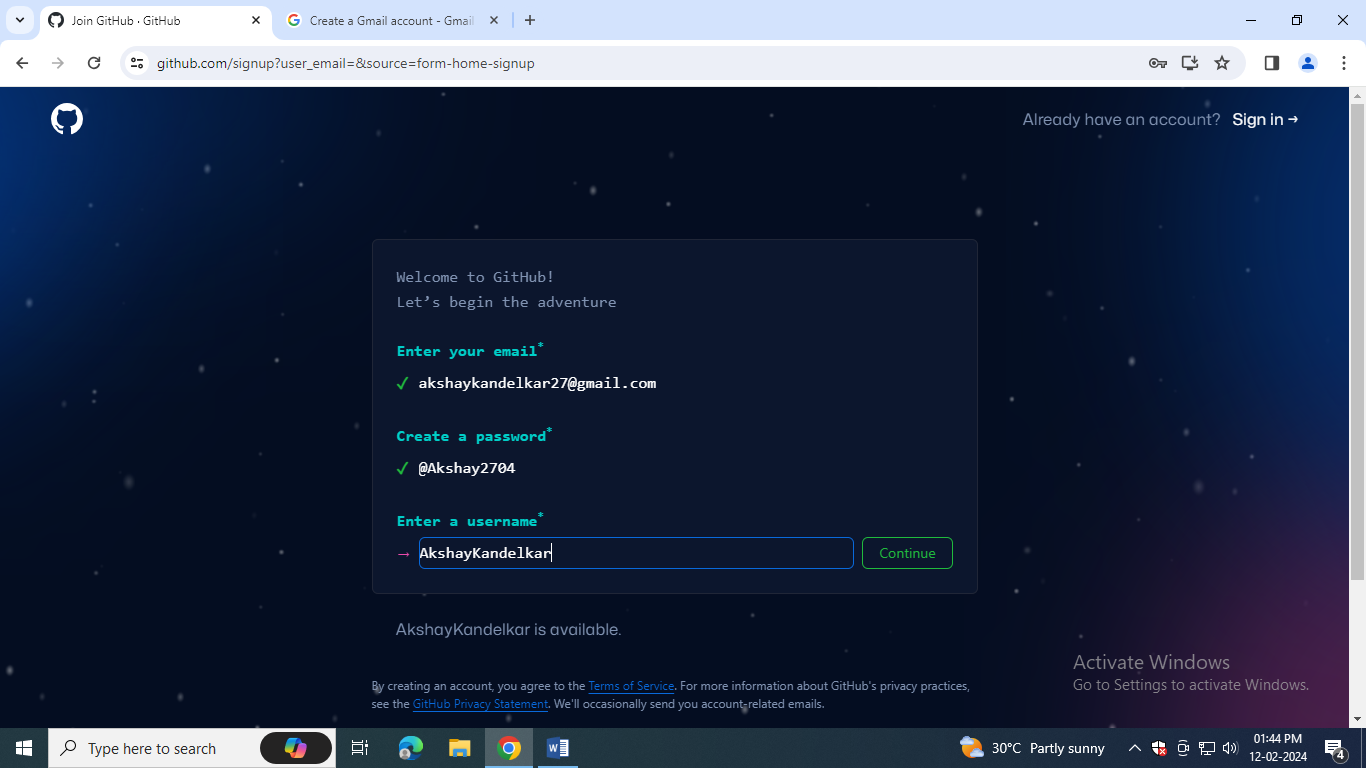 Join GitHub · GitHub
Create a Gmail account - Gmail
github.com/signup?user_email=&source=form-home-signup
Already have an account? Sign in →
Welcome to GitHub!
Let’s begin the adventure
Enter your email*
✓ akshaykandelkar27@gmail.com
Create a password*
✓ @Akshay2704
Enter a username*
→ AkshayKandelkar Continue
AkshayKandelkar is available.
By creating an account, you agree to the Terms of Service. For more information about GitHub's privacy practices,
see the GitHub Privacy Statement. We'll occasionally send you account-related emails.
Activate Windows
Go to Settings to activate Windows.
Type here to search
30°C Partly sunny
01:44 PM
12-02-2024
4